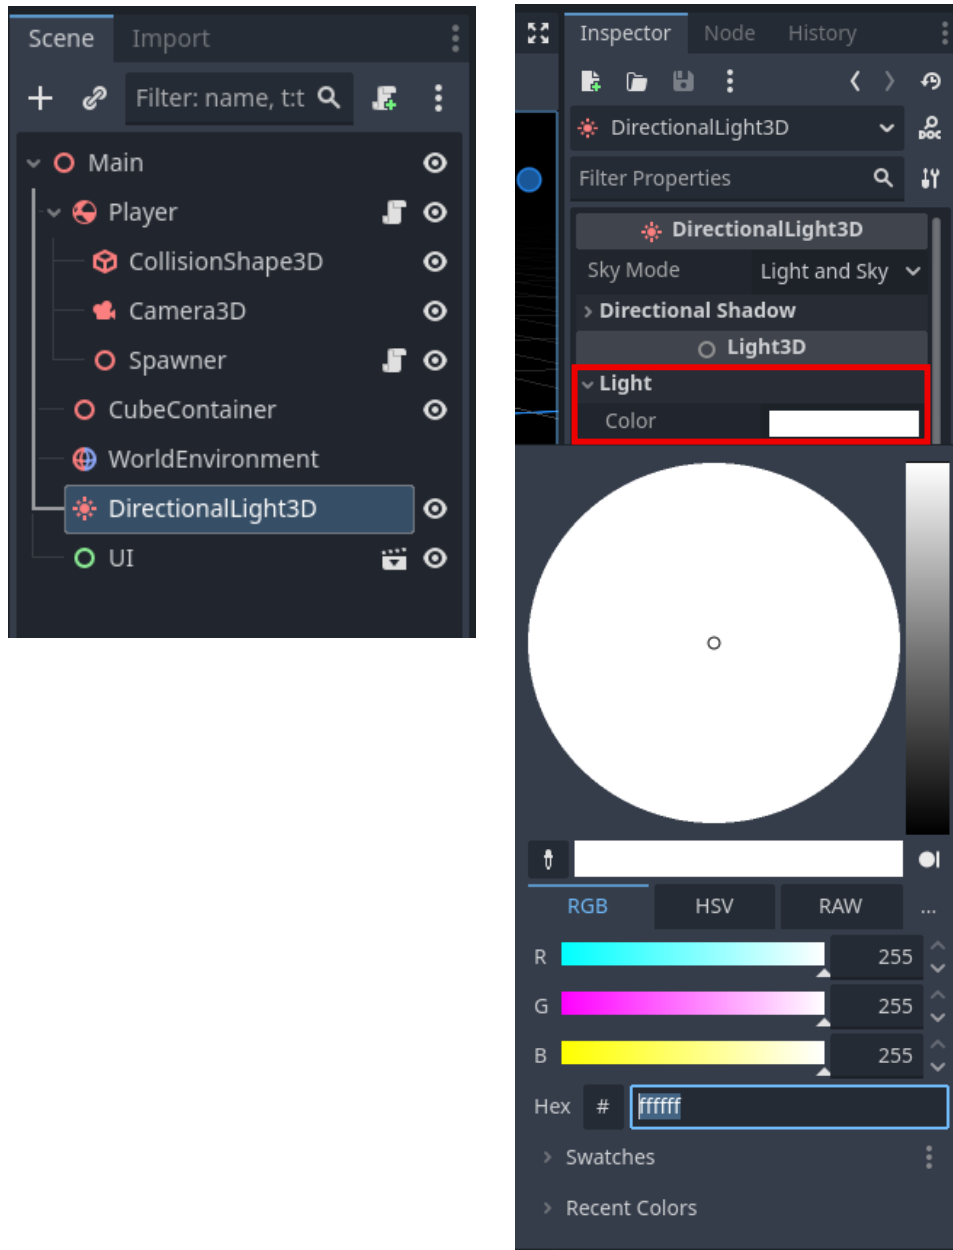 Scene
Import
Filter: name, t:t
Main
Player
CollisionShape3D
Camera3D
Spawner
CubeContainer
WorldEnvironment
DirectionalLight3D
UI
Inspector
Node
History
DirectionalLight3D
DOC
Filter Properties
DirectionalLight3D
Sky Mode
Light and Sky
Directional Shadow
Light3D
Light
Color
RGB
HSV
RAW
...
R
255
G
255
B
255
Hex
#
ffffff
Swatches
Recent Colors